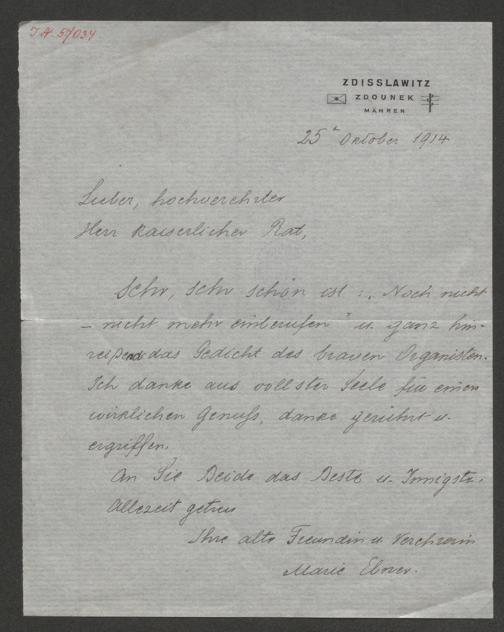 J.N. 57034
ZDISSLAWITZ
ZDOUNEK
MÄHREN
25t Oktober 1914
Lieber, hochverehrter
Herr Kaiserlicher Rat,
Sehr, sehr schön ist: „Noch nicht
– nicht mehr einberufen" u. ganz hin-
reißend das Gedicht des braven Organisten.
Ich danke aus vollster Seele für einen
wirklichen Genuß, danke gerührt u.
ergriffen.
An Sie Beide das Beste u. Innigste.
Allezeit getreu
Ihre alte Freundin u. Verehrerin
Marie Ebner.